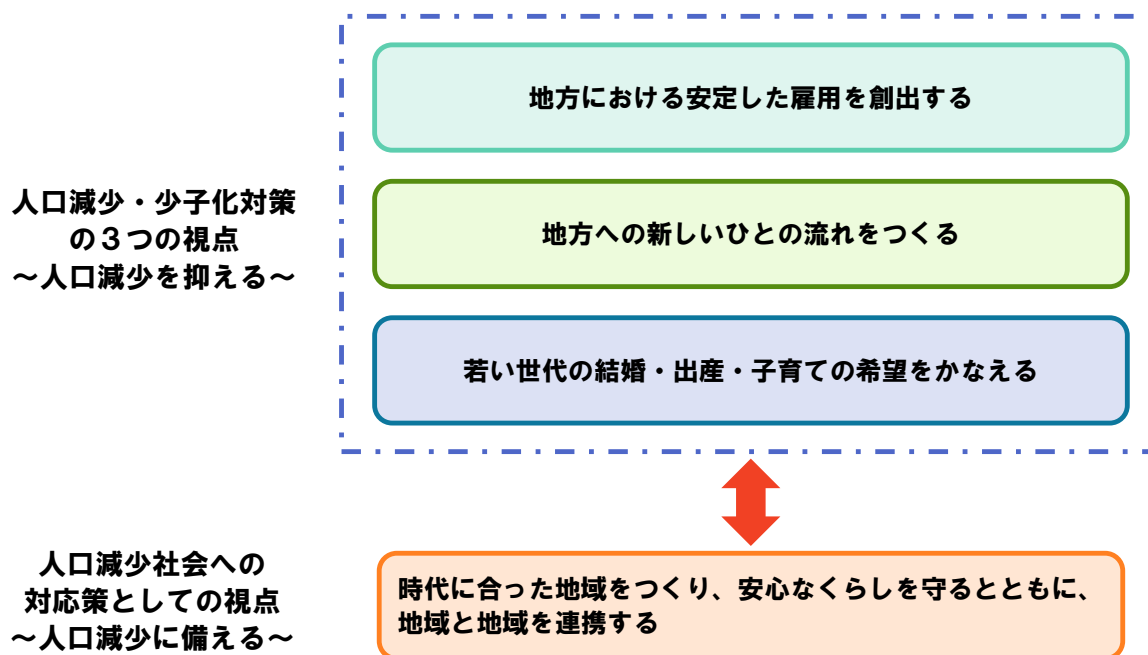 人口減少・少子化対策
の３つの視点
～人口減少を抑える～
地方における安定した雇用を創出する
地方への新しいひとの流れをつくる
若い世代の結婚・出産・子育ての希望をかなえる
人口減少社会への
対応策としての視点
～人口減少に備える～
時代に合った地域をつくり、安心なくらしを守るとともに、
地域と地域を連携する